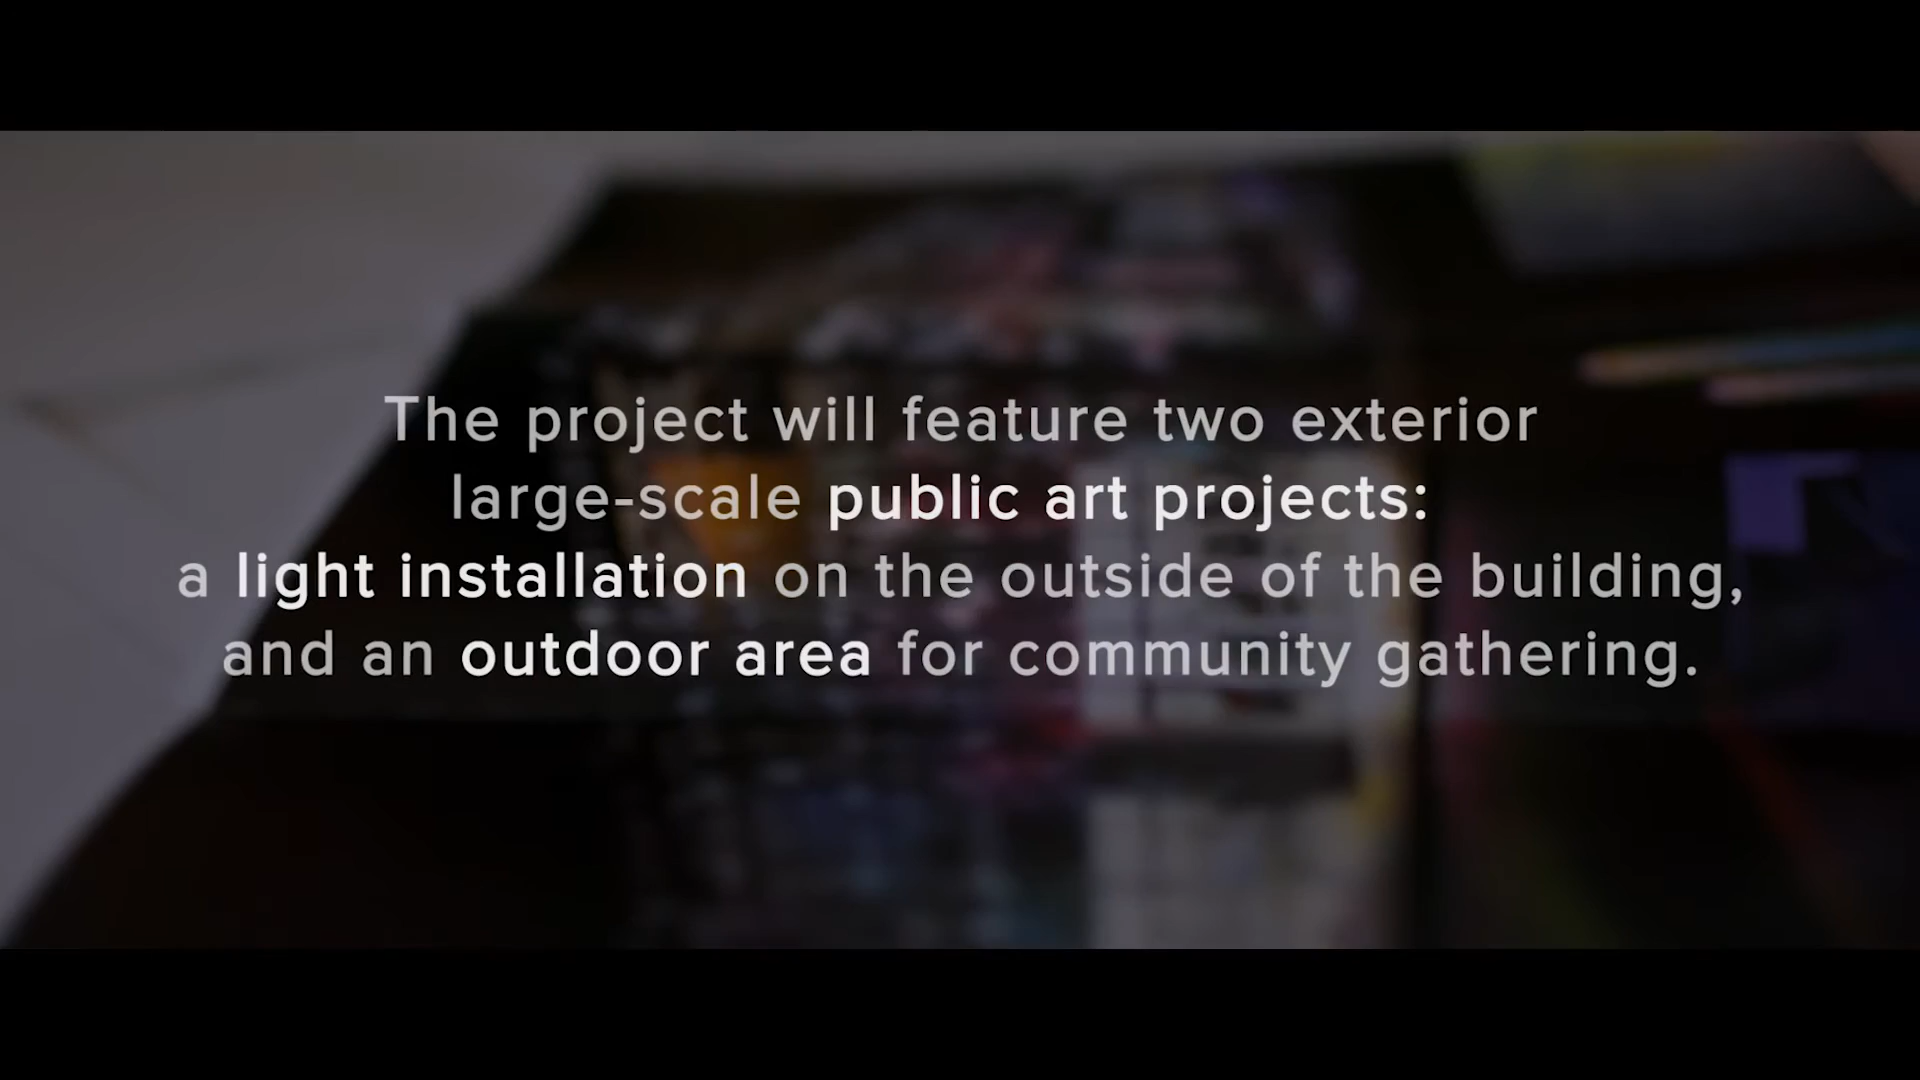 The project will feature two exterior
large-scale public art projects:
a light installation on the outside of the building,
and an outdoor area for community gathering.